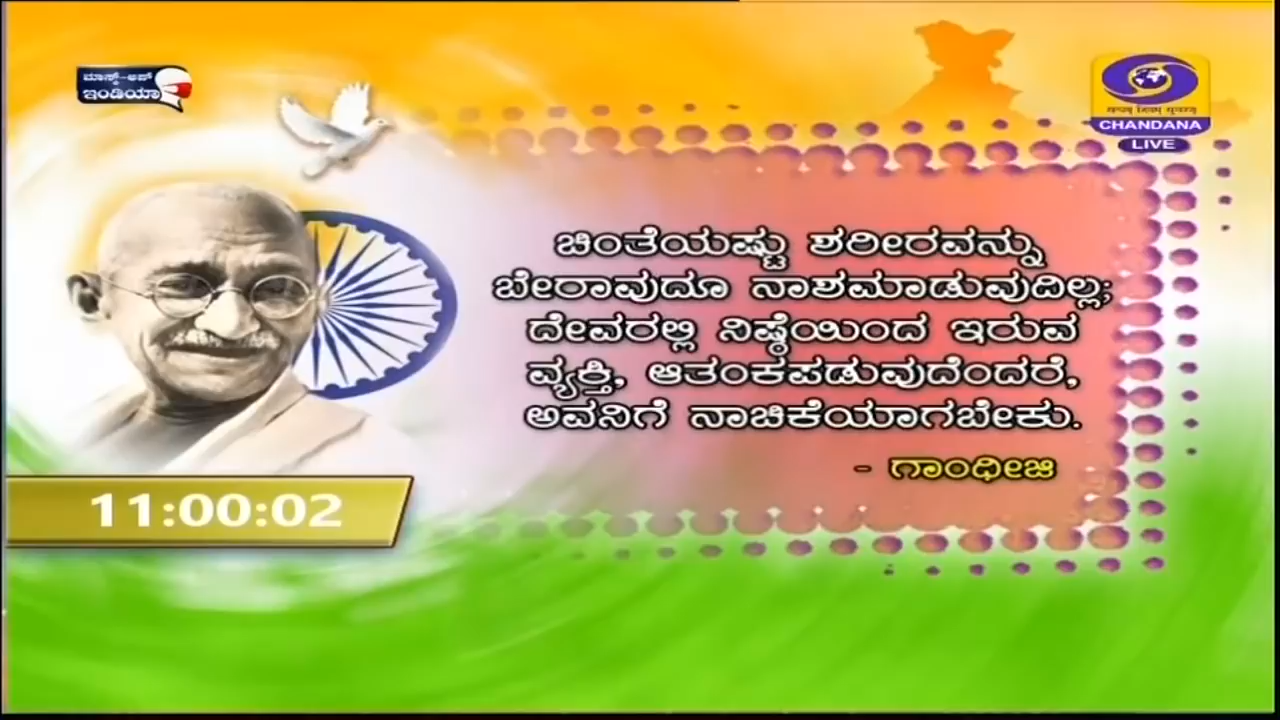 ಮಾಸ್ಕ್-ಅಪ್
ಇಂಡಿಯಾ
CHANDANA
LIVE
ಚಿಂತೆಯಷ್ಟು ಶರೀರವನ್ನು
ಬೇರಾವುದೂ ನಾಶಮಾಡುವುದಿಲ್ಲ;
ದೇವರಲ್ಲಿ ನಿಷ್ಠೆಯಿಂದ ಇರುವ
ವ್ಯಕ್ತಿ, ಆತಂಕಪಡುವುದೆಂದರೆ,
ಅವನಿಗೆ ನಾಚಿಕೆಯಾಗಬೇಕು.
- ಗಾಂಧೀಜಿ
11:00:02